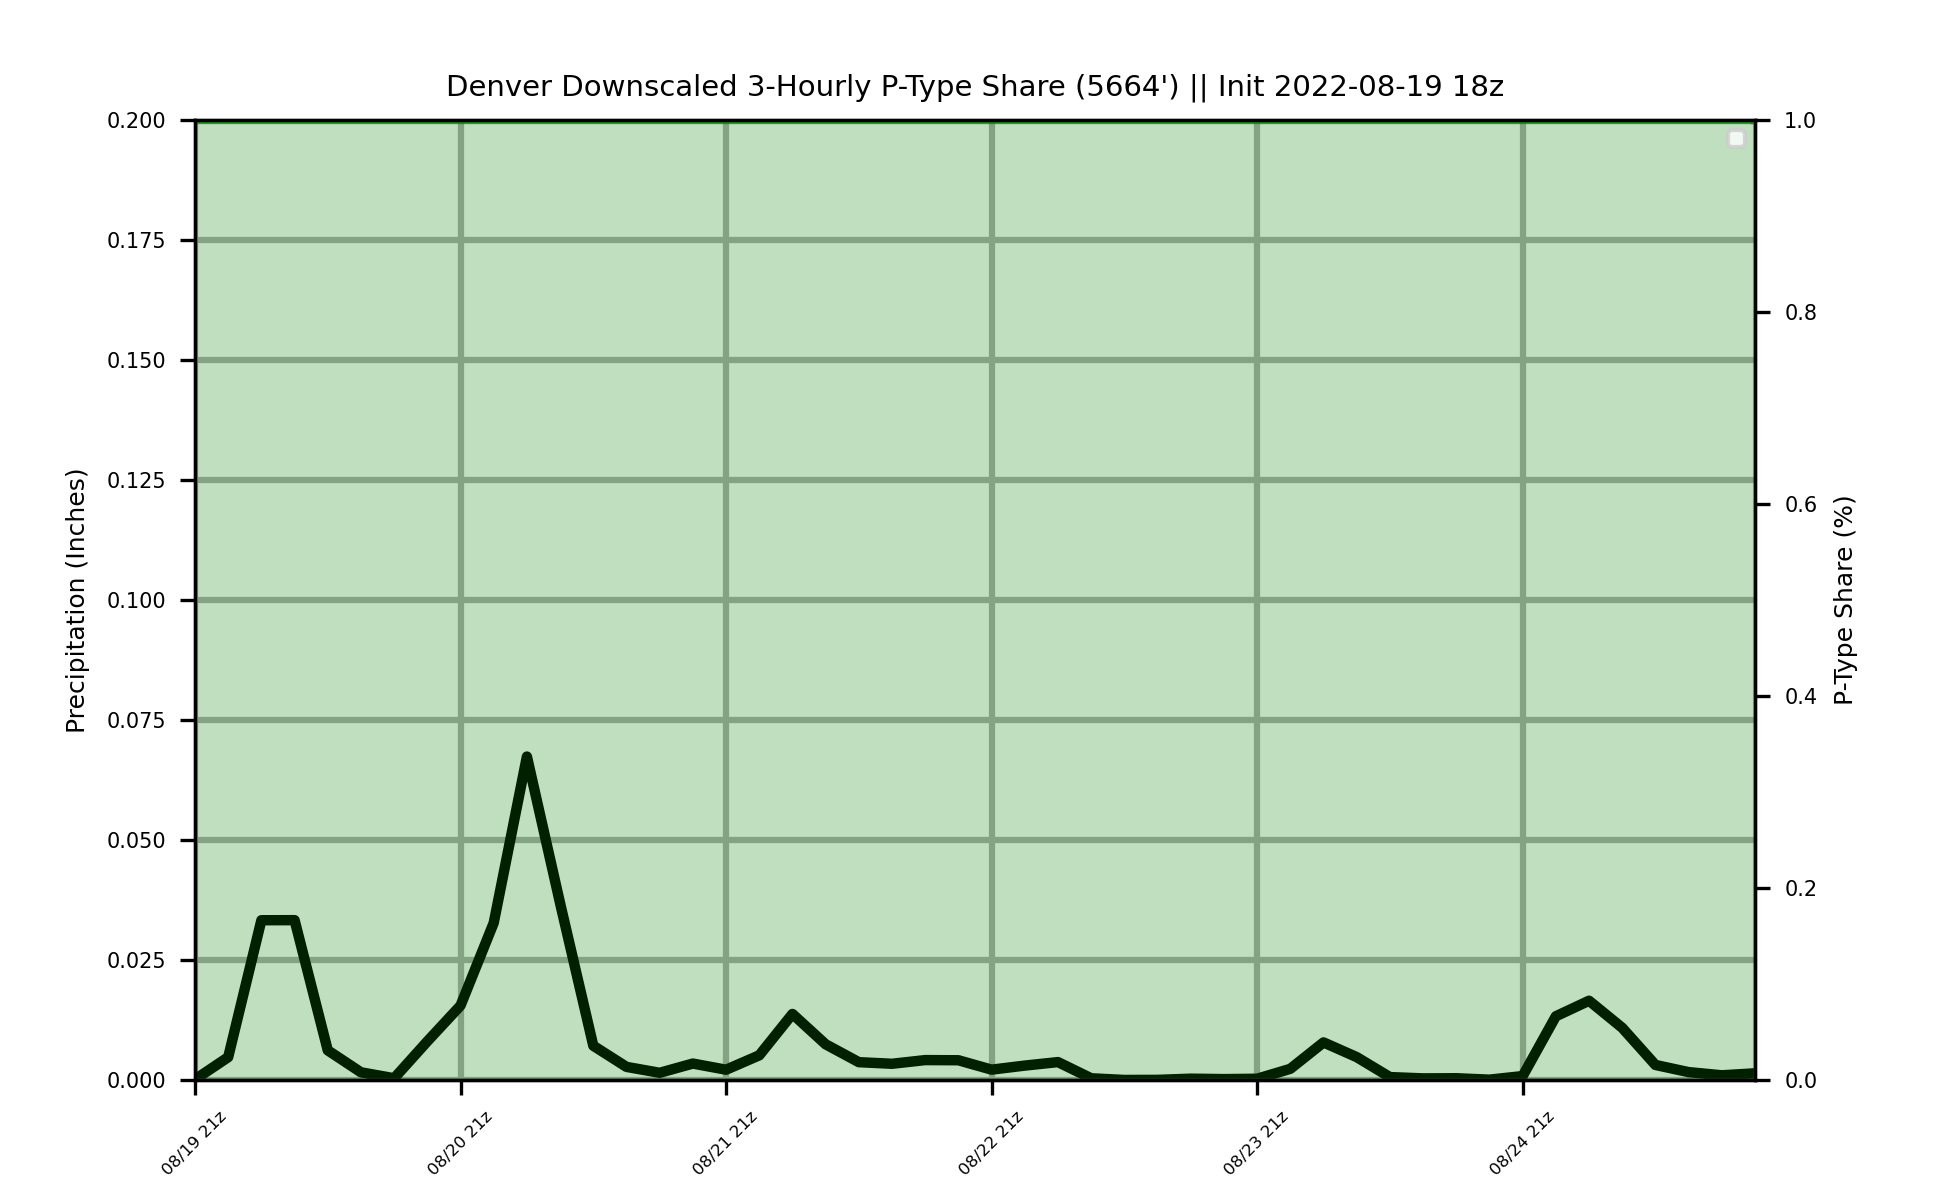 Denver Downscaled 3-Hourly P-Type Share (5664') || Init 2022-08-19 18z
0.200
0.175
0.150
0.125
0.100
0.075
0.050
0.025
0.000
Precipitation (Inches)
1.0
0.8
0.6
0.4
0.2
0.0
P-Type Share (%)
08/19 21z
08/20 21z
08/21 21z
08/22 21z
08/23 21z
08/24 21z